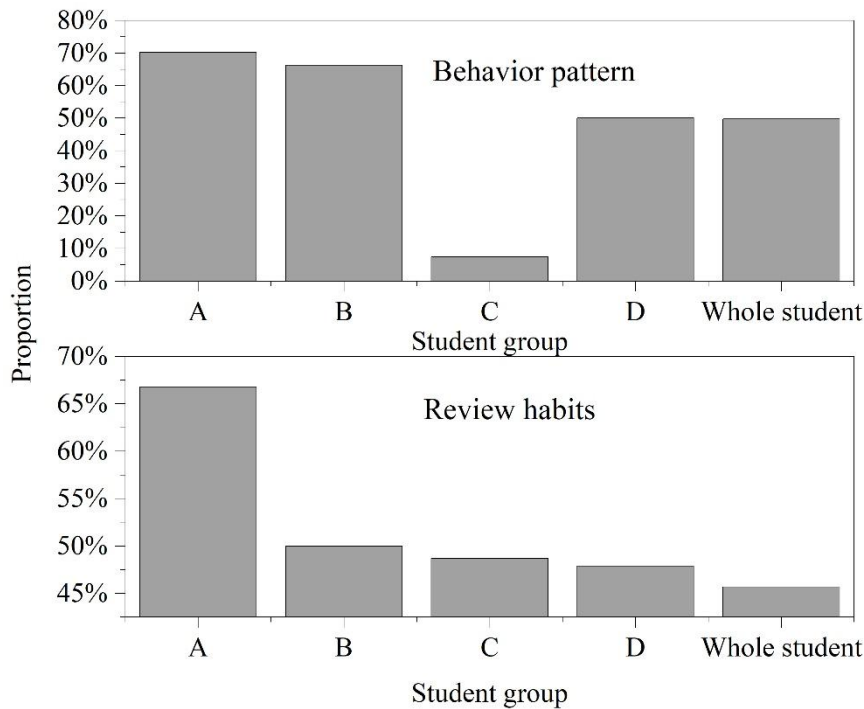 80%
70%
60%
50%
40%
30%
20%
10%
0%
Behavior pattern
A B C D Whole student
Student group
Proportion
70%
65%
60%
55%
50%
45%
Review habits
A B C D Whole student
Student group